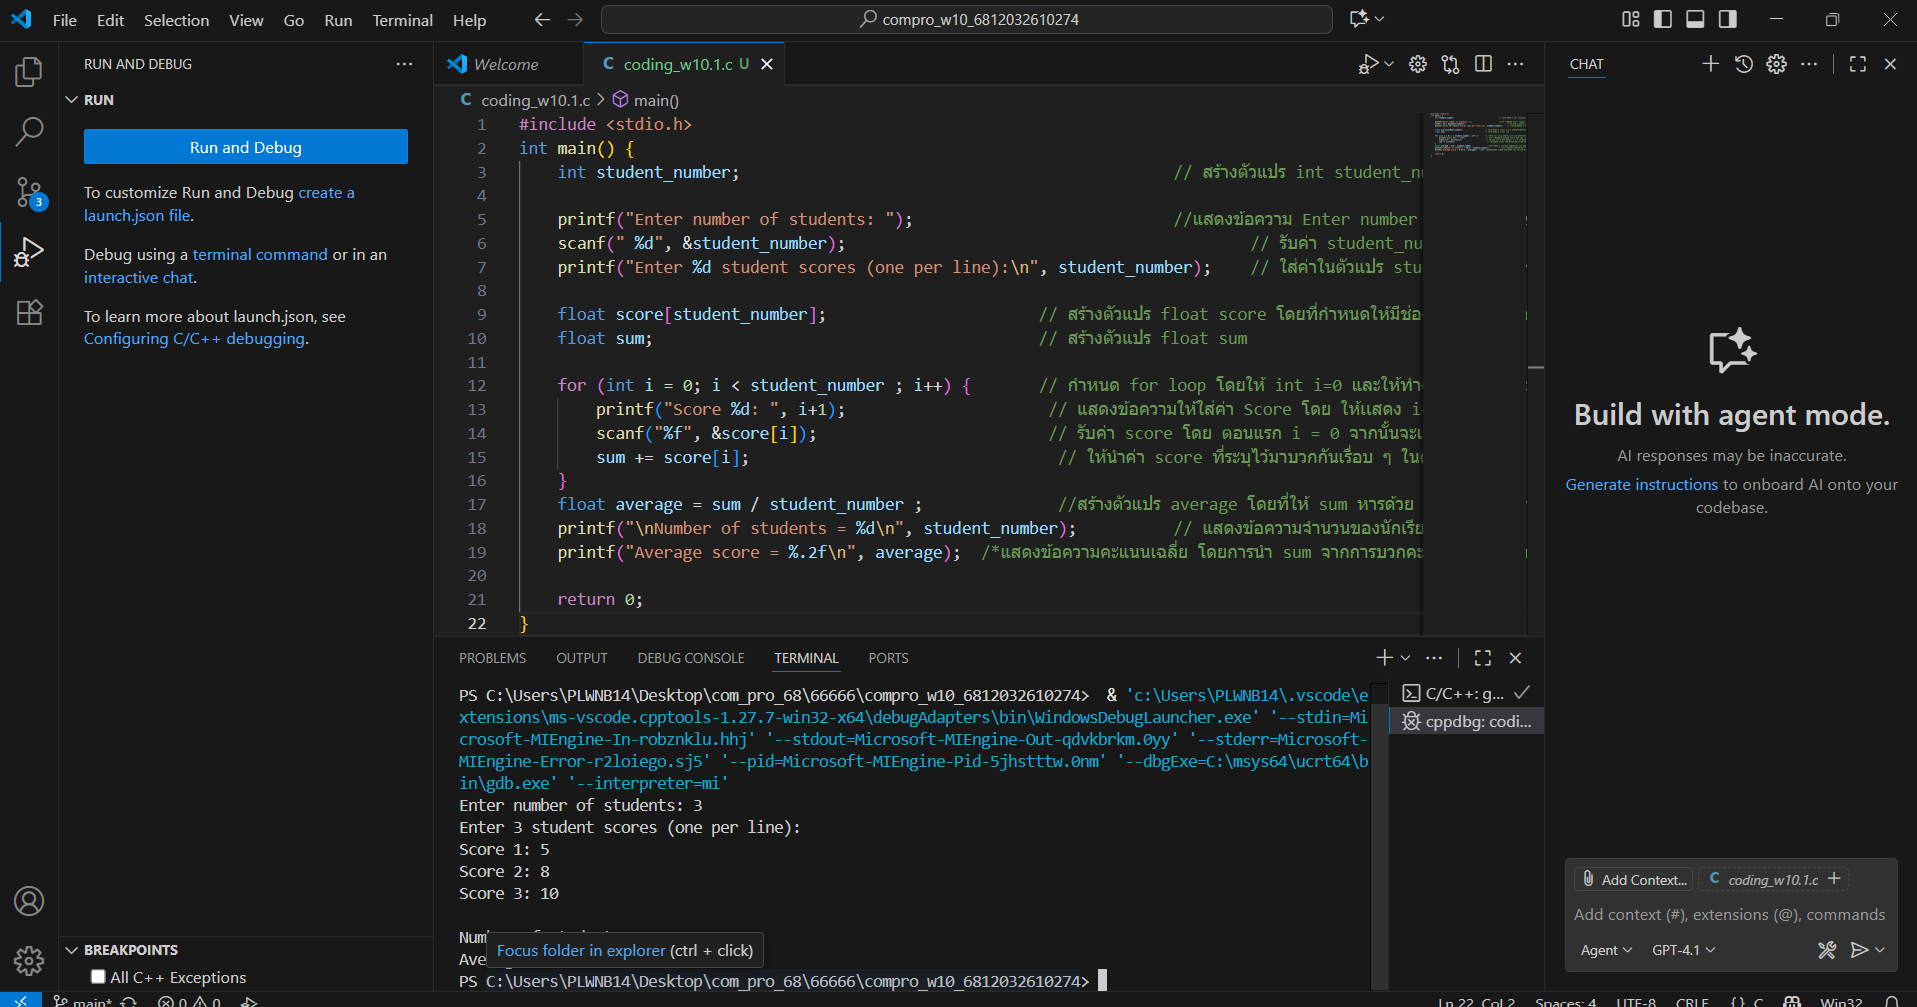 File Edit Selection View Go Run Terminal Help
compro_w10_6812032610274
RUN AND DEBUG
RUN
Run and Debug
To customize Run and Debug create a
launch.json file.
Debug using a terminal command or in an
interactive chat.
To learn more about launch.json, see
Configuring C/C++ debugging.
3
BREAKPOINTS
All C++ Exceptions
Welcome
C coding_w10.1.c U
C coding_w10.1.c > main()
1 #include <stdio.h>
2 int main() {
3 int student_number; // สร้างตัวแปร int student_nu
4
5 printf("Enter number of students: "); //แสดงข้อความ Enter number
6 scanf(" %d", &student_number); // รับค่า student_nu
7 printf("Enter %d student scores (one per line):\n", student_number); // ใส่ค่าในตัวแปร stu
8
9 float score[student_number]; // สร้างตัวแปร float score โดยที่กำหนดให้มีช่อ
10 float sum; // สร้างตัวแปร float sum
11
12 for (int i = 0; i < student_number ; i++) { // กำหนด for loop โดยให้ int i=0 และให้ทำ
13 printf("Score %d: ", i+1); // แสดงข้อความให้ใส่ค่า Score โดย ให้แสดง i
14 scanf("%f", &score[i]); // รับค่า score โดย ตอนแรก i = 0 จากนั้นจะเ
15 sum += score[i]; // ให้นำค่า score ที่ระบุไว้มาบวกกันเรื่อย ๆ ใน
16 }
17 float average = sum / student_number ; //สร้างตัวแปร average โดยที่ให้ sum หารด้วย
18 printf("\nNumber of students = %d\n", student_number); // แสดงข้อความจำนวนของนักเรีย
19 printf("Average score = %.2f\n", average); /*แสดงข้อความคะแนนเฉลี่ย โดยการนำ sum จากการบวกคะ
20
21 return 0;
22 }
PROBLEMS OUTPUT DEBUG CONSOLE TERMINAL PORTS
PS C:\Users\PLWNB14\Desktop\com_pro_68\66666\compro_w10_6812032610274> & 'c:\Users\PLWNB14\.vscode\e
xtensions\ms-vscode.cpptools-1.27.7-win32-x64\debugAdapters\bin\WindowsDebugLauncher.exe' '--stdin=Mi
crosoft-MIEngine-In-robznklu.hhj' '--stdout=Microsoft-MIEngine-Out-qdvkbrkm.0yy' '--stderr=Microsoft-
MIEngine-Error-r2loiego.sj5' '--pid=Microsoft-MIEngine-Pid-5jhstttw.0nm' '--dbgExe=C:\msys64\ucrt64\b
in\gdb.exe' '--interpreter=mi'
Enter number of students: 3
Enter 3 student scores (one per line):
Score 1: 5
Score 2: 8
Score 3: 10
Focus folder in explorer (ctrl + click)
PS C:\Users\PLWNB14\Desktop\com_pro_68\66666\compro_w10_6812032610274>
C/C++: g...
cppdbg: codi...
CHAT
Build with agent mode.
AI responses may be inaccurate.
Generate instructions to onboard AI onto your
codebase.
Add Context... C coding_w10.1.c +
Add context (#), extensions (@), commands
Agent GPT-4.1
main* 0 0
Ln 22, Col 2 Spaces: 4 UTF-8 CRLF {} C Win32